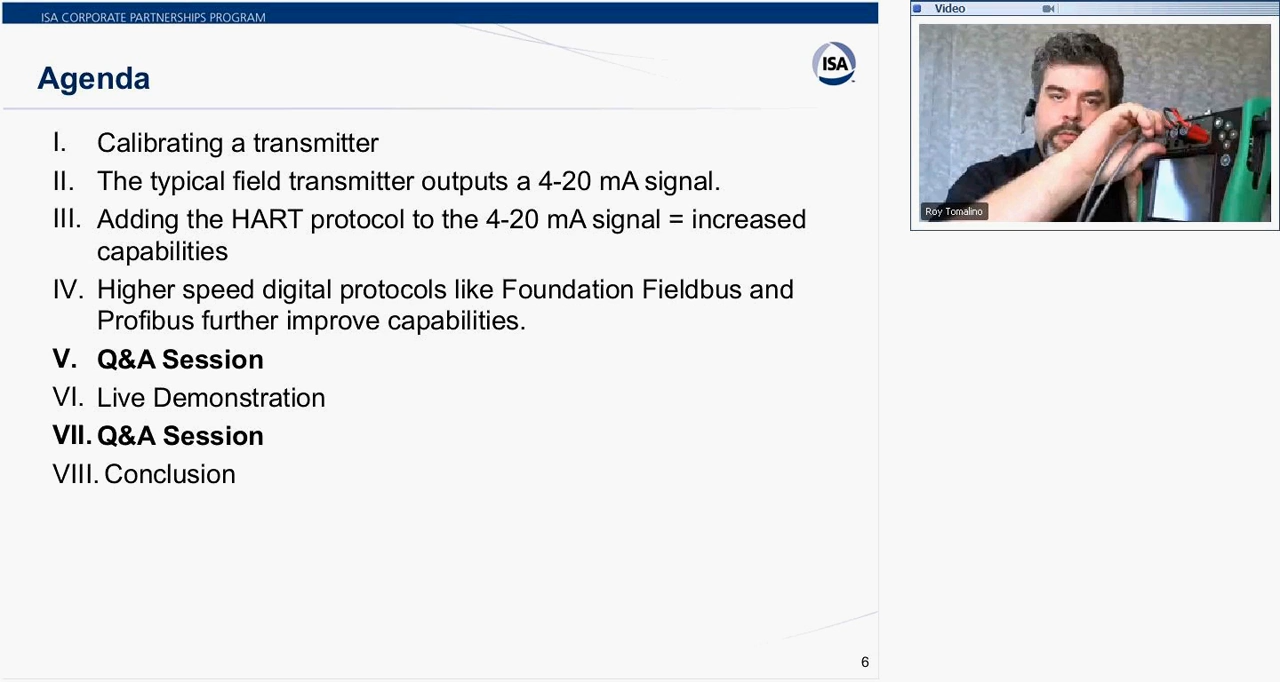 ISA CORPORATE PARTNERSHIPS PROGRAM
ISA
Agenda
I. Calibrating a transmitter
II. The typical field transmitter outputs a 4-20 mA signal.
III. Adding the HART protocol to the 4-20 mA signal = increased
capabilities
IV. Higher speed digital protocols like Foundation Fieldbus and
Profibus further improve capabilities.
V. Q&A Session
VI. Live Demonstration
VII. Q&A Session
VIII. Conclusion
6
Video
Roy Tomalino